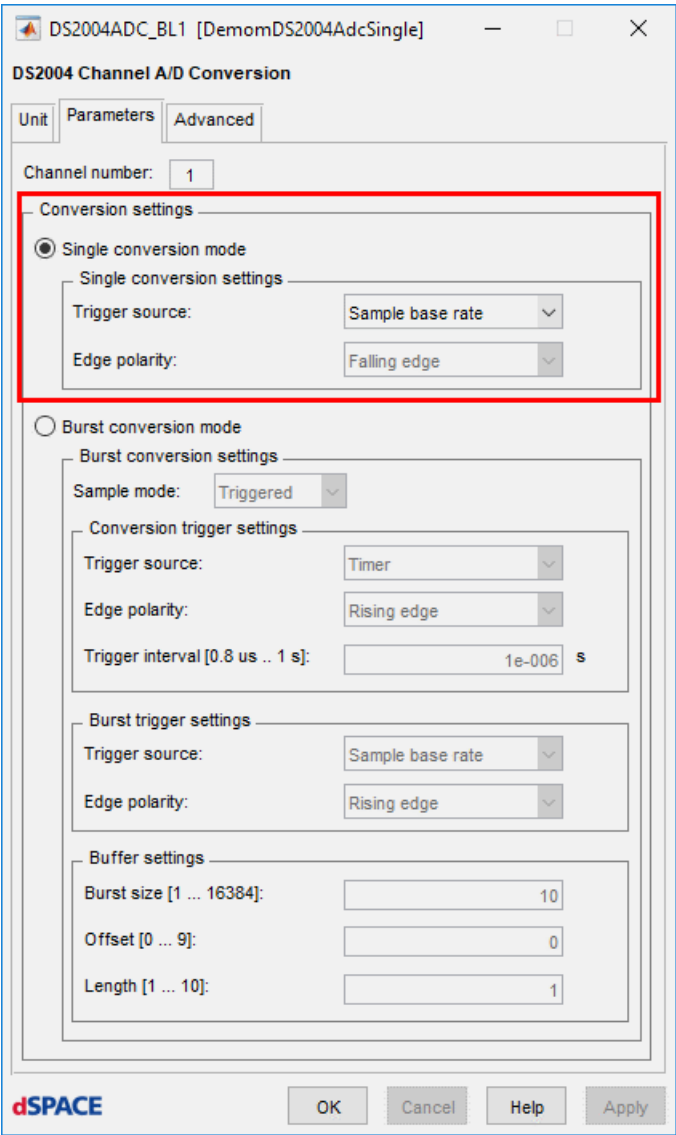 DS2004ADC_BL1 [DemomDS2004AdcSingle]
DS2004 Channel A/D Conversion
Unit Parameters Advanced
Channel number: 1
Conversion settings
Single conversion mode
Single conversion settings
Trigger source: Sample base rate
Edge polarity: Falling edge
Burst conversion mode
Burst conversion settings
Sample mode: Triggered
Conversion trigger settings
Trigger source: Timer
Edge polarity: Rising edge
Trigger interval [0.8 us .. 1 s]: 1e-006 s
Burst trigger settings
Trigger source: Sample base rate
Edge polarity: Rising edge
Buffer settings
Burst size [1 ... 16384]: 10
Offset [0 ... 9]: 0
Length [1 ... 10]: 1
dSPACE OK Cancel Help Apply